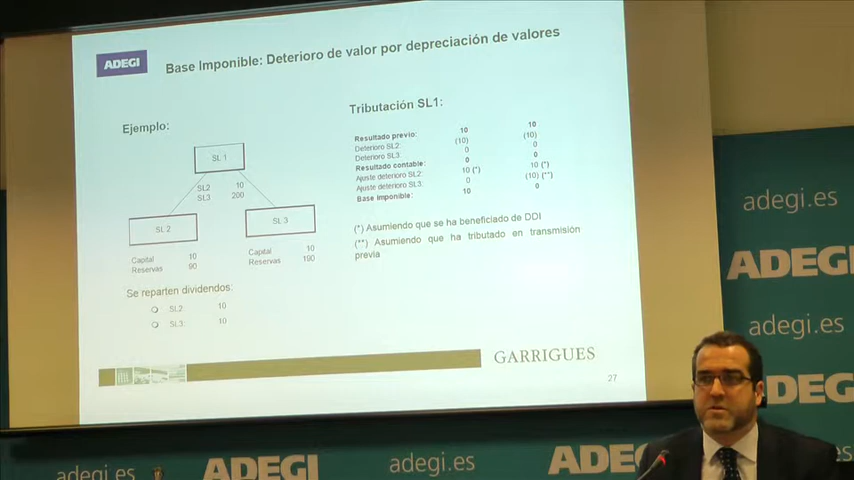 ADEGI
Base Imponible: Deterioro de valor por depreciación de valores
Ejemplo:
SL 1
SL2 10
SL3 200
SL 2
SL 3
Capital 10
Reservas 90
Capital 10
Reservas 190
Se reparten dividendos:
SL2: 10
SL3: 10
Tributación SL1:
Resultado previo: 10 10
Deterioro SL2: (10) (10)
Deterioro SL3: 0 0
Resultado contable: 0 0
Ajuste deterioro SL2: 10 (*) 10 (*)
Ajuste deterioro SL3: 0 (10) (**)
Base imponible: 10 0
(*) Asumiendo que se ha beneficiado de DDI
(**) Asumiendo que ha tributado en transmisión
previa
GARRIGUES
27
adegi.es
ADEGI
adegi.es
ADEGI
adegi.es
ADEGI
adegi.es
ADEGI